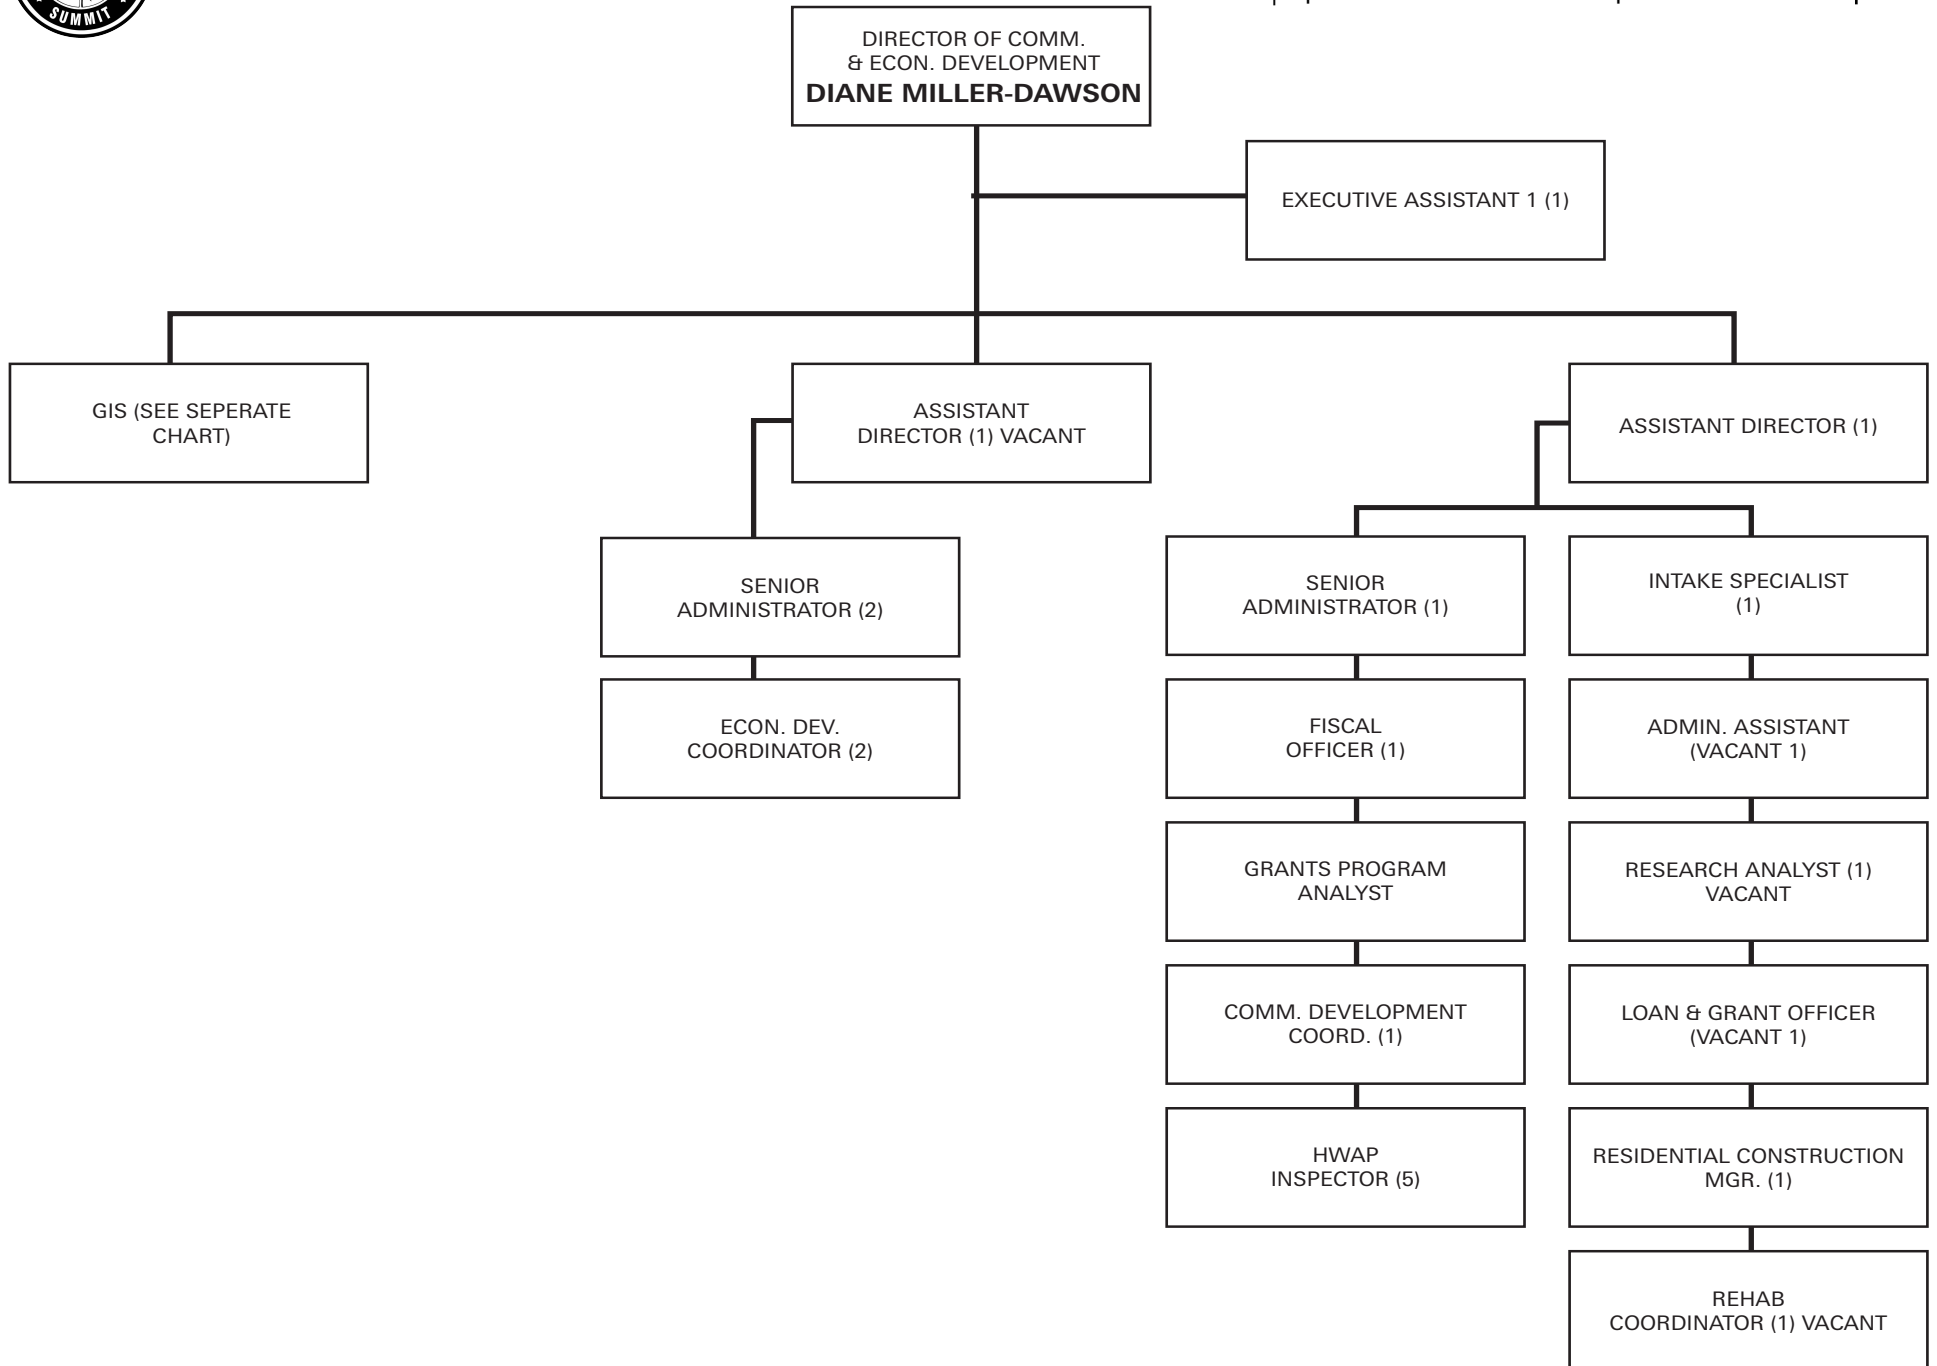 SUMMIT
DIRECTOR OF COMM.
& ECON. DEVELOPMENT
DIANE MILLER-DAWSON
EXECUTIVE ASSISTANT 1 (1)
GIS (SEE SEPERATE
CHART)
ASSISTANT
DIRECTOR (1) VACANT
ASSISTANT DIRECTOR (1)
SENIOR
ADMINISTRATOR (2)
ECON. DEV.
COORDINATOR (2)
SENIOR
ADMINISTRATOR (1)
FISCAL
OFFICER (1)
GRANTS PROGRAM
ANALYST
COMM. DEVELOPMENT
COORD. (1)
HWAP
INSPECTOR (5)
INTAKE SPECIALIST
(1)
ADMIN. ASSISTANT
(VACANT 1)
RESEARCH ANALYST (1)
VACANT
LOAN & GRANT OFFICER
(VACANT 1)
RESIDENTIAL CONSTRUCTION
MGR. (1)
REHAB
COORDINATOR (1) VACANT